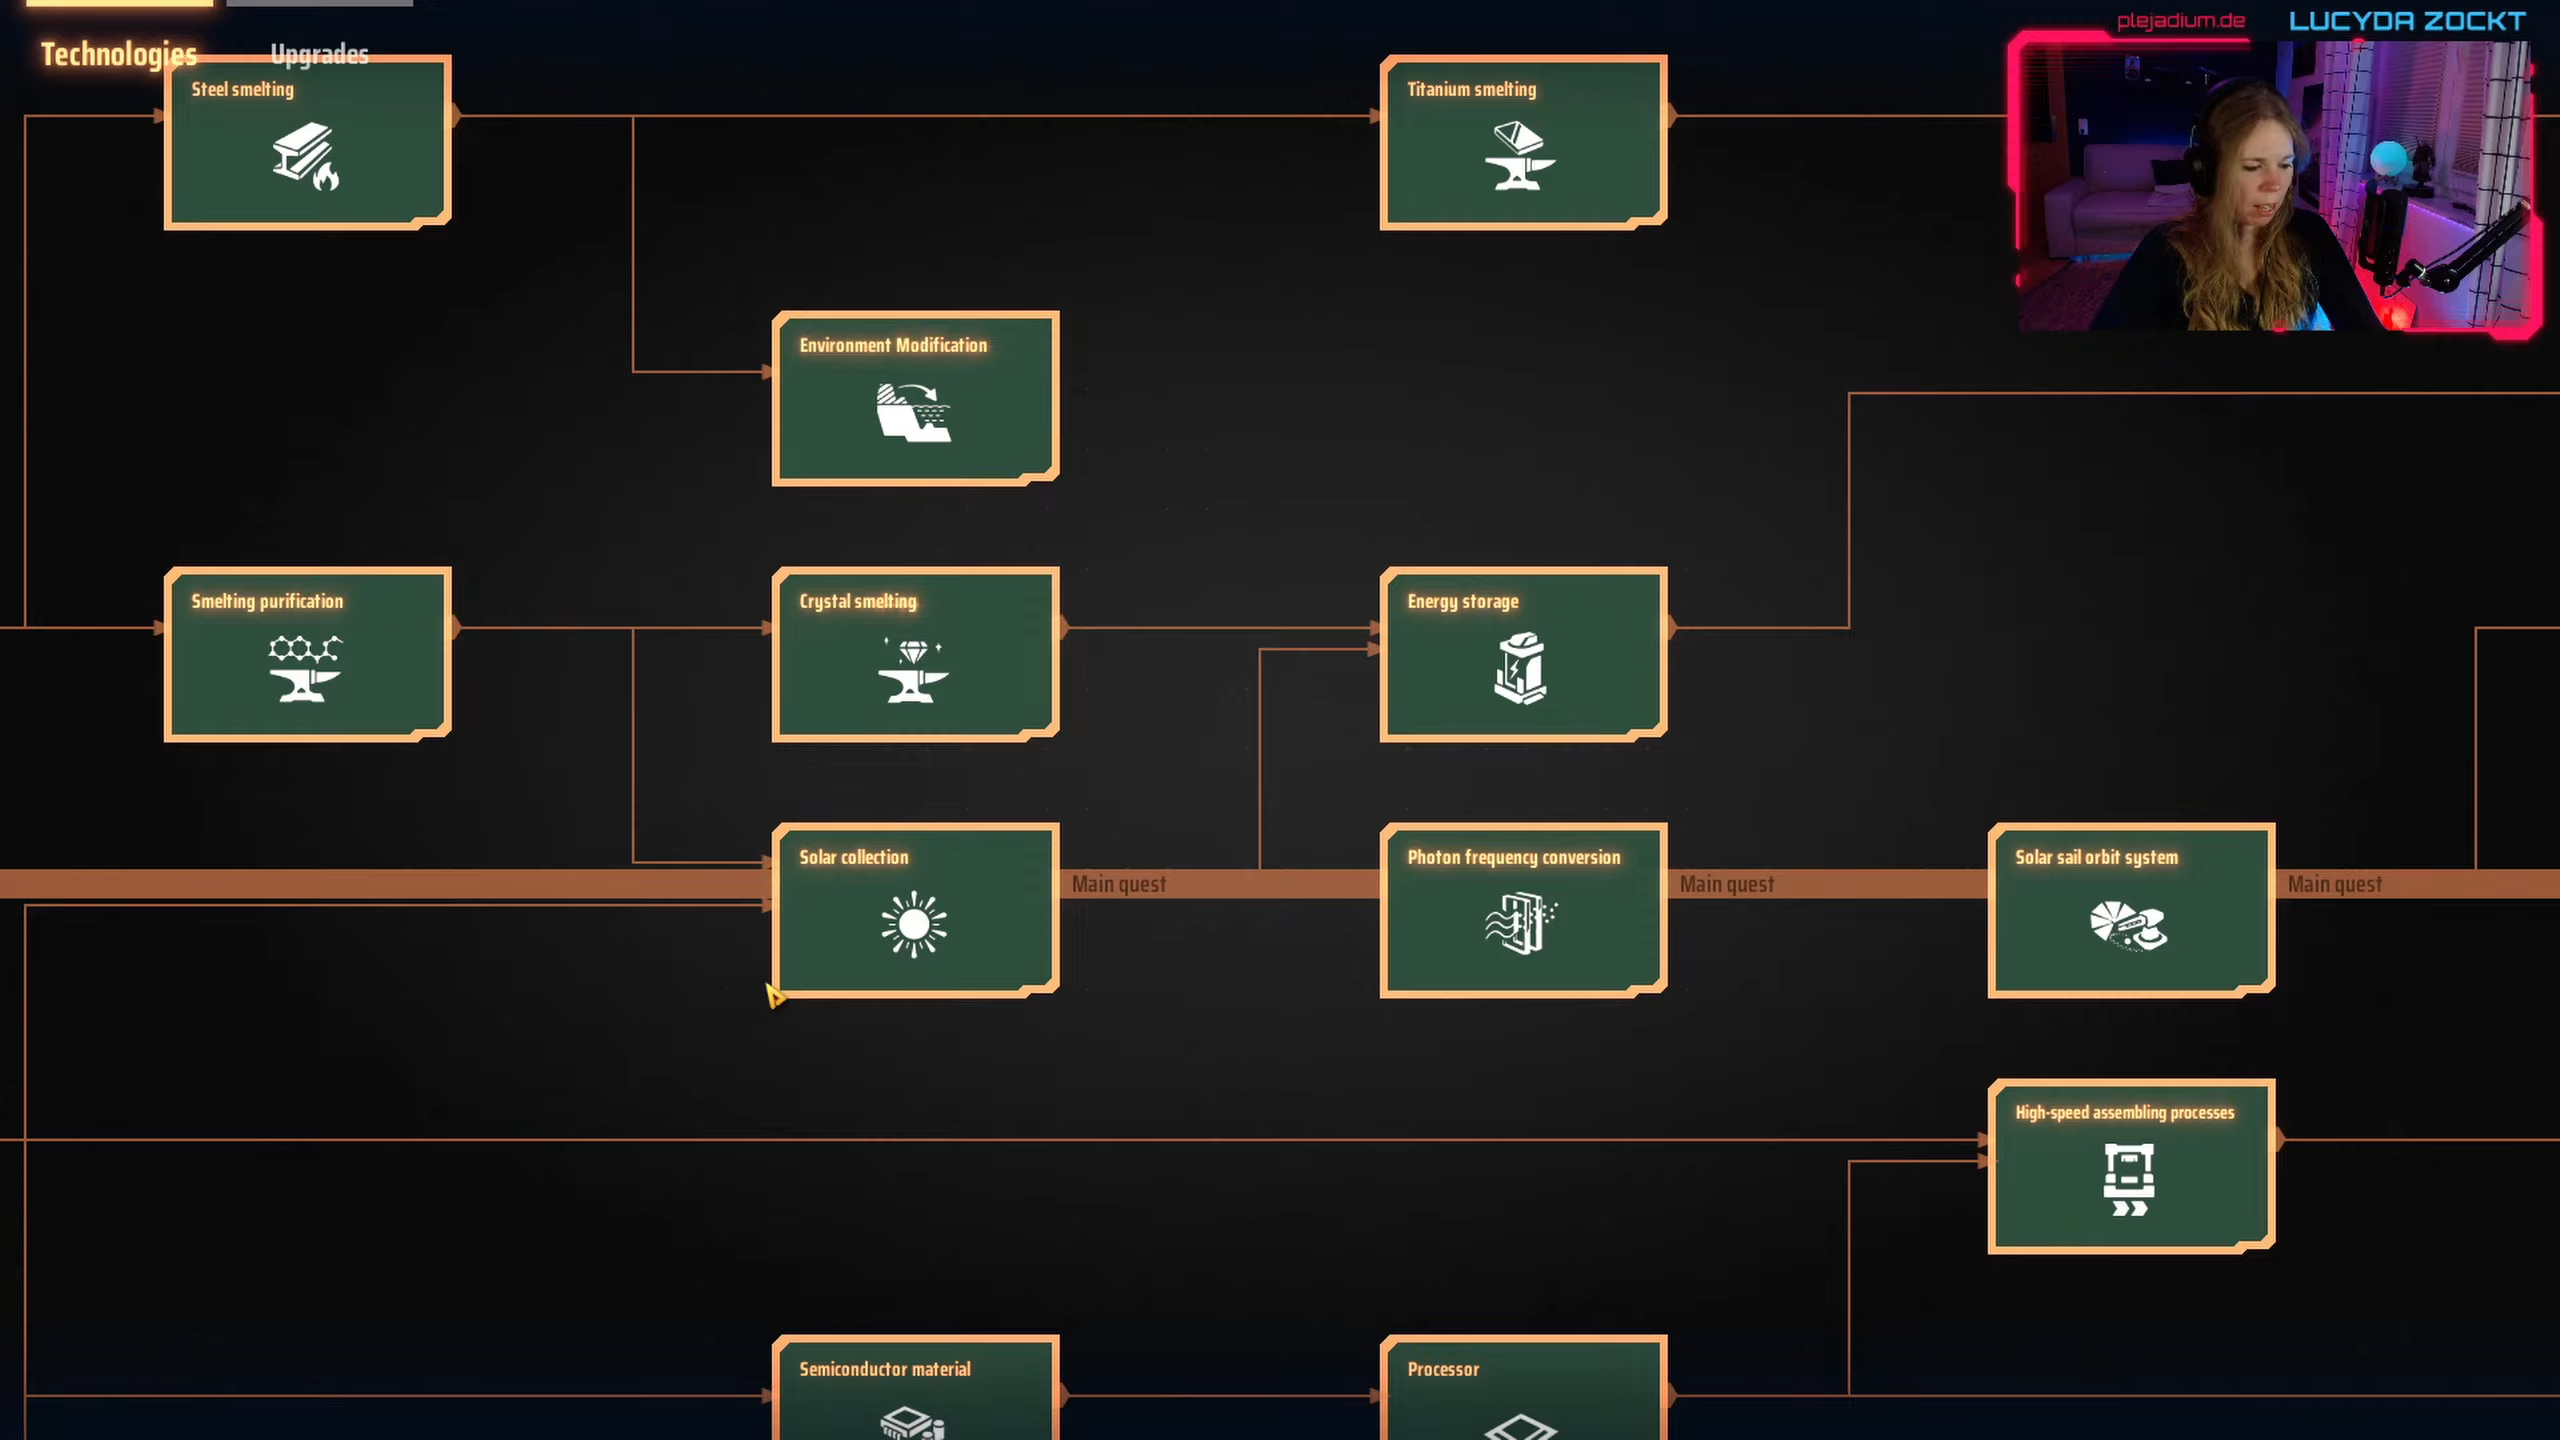 plejadium.de
LUCYDA ZOCKT
Technologies
Upgrades
Steel smelting
Titanium smelting
Environment Modification
Smelting purification
Crystal smelting
Energy storage
Solar collection
Main quest
Photon frequency conversion
Main quest
Solar sail orbit system
Main quest
High-speed assembling processes
Semiconductor material
Processor